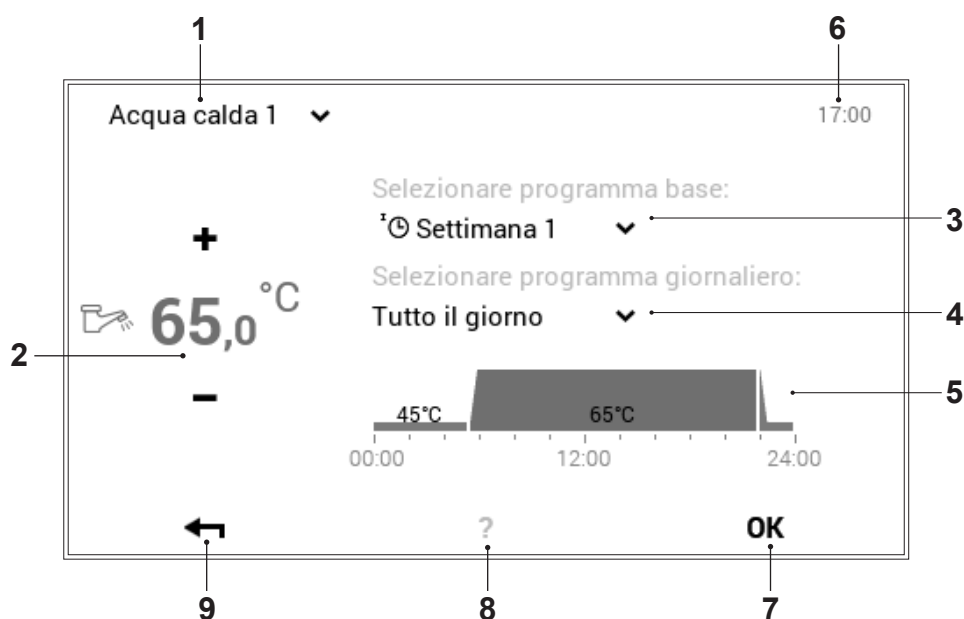 1 6
Acqua calda 1 17:00
Selezionare programma base:
I Settimana 1 3
+
Selezionare programma giornaliero:
65,0 °C
Tutto il giorno 4
2
−
5
45°C 65°C
00:00 12:00 24:00
? OK
9 8 7